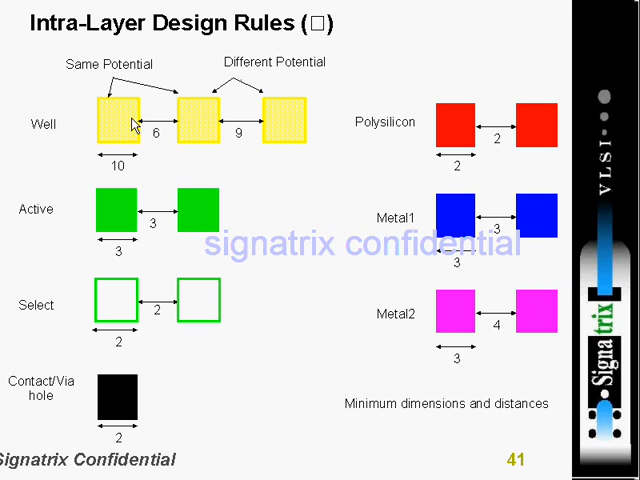 Intra-Layer Design Rules (□)
Same Potential
Different Potential
Well
6
9
10
Polysilicon
2
2
Active
3
3
Metal1
3
3
signatrix confidential
Select
2
2
Metal2
4
3
Contact/Via
hole
2
Minimum dimensions and distances
Signatrix Confidential
41
VLSI
Signatrix